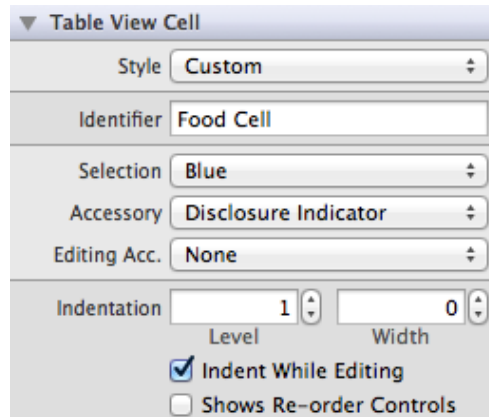 Table View Cell
Style Custom
Identifier Food Cell
Selection Blue
Accessory Disclosure Indicator
Editing Acc. None
Indentation 1 0
Level Width
Indent While Editing
Shows Re-order Controls